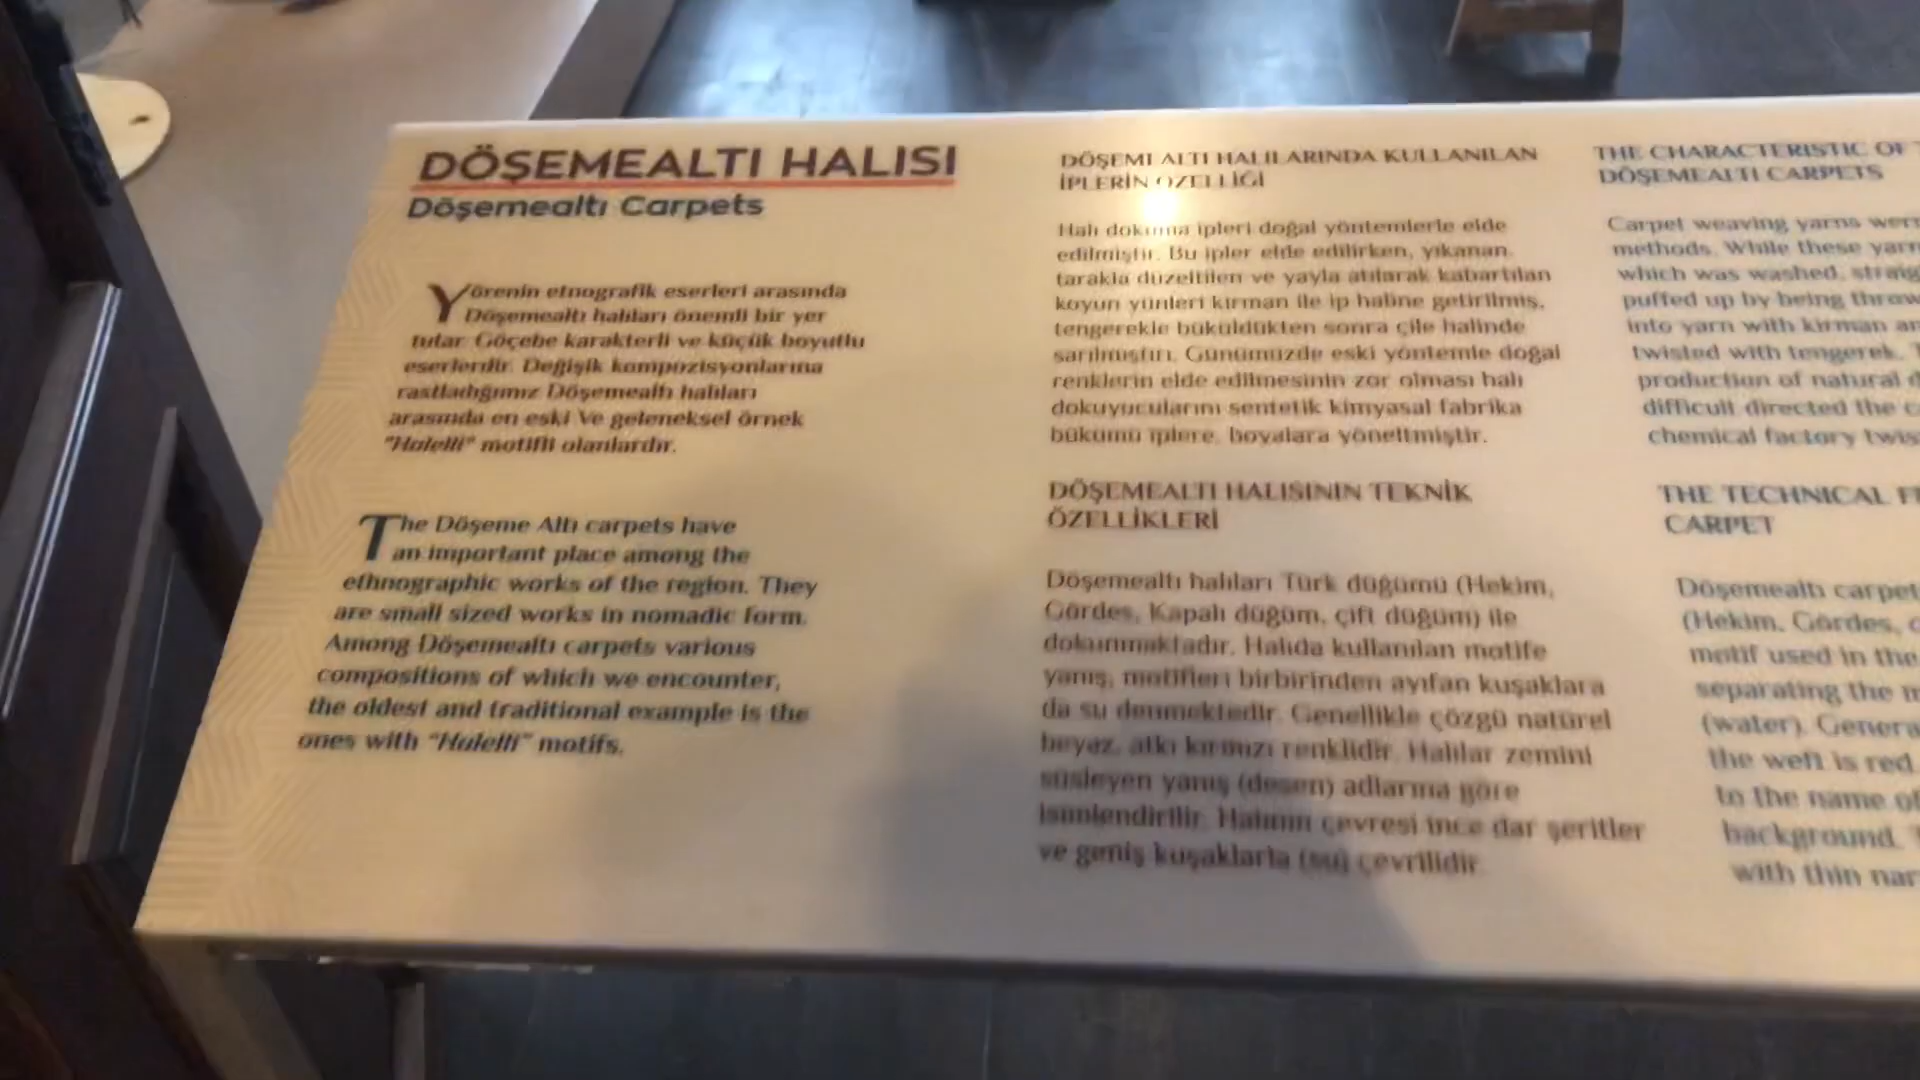 DÖŞEMEALTI HALISI
Döşemealtı Carpets
Yörenin etnografik eserleri arasında
Döşemealtı halıları önemli bir yer
tutar. Göçebe karakterli ve küçük boyutlu
eserlerdir. Değişik kompozisyonlarına
rastladığımız Döşemealtı halıları
arasında en eski Ve geleneksel örnek
"Halelli" motifli olanlardır.
The Döşeme Altı carpets have
an important place among the
ethnographic works of the region. They
are small sized works in nomadic form.
Among Döşemealtı carpets various
compositions of which we encounter,
the oldest and traditional example is the
ones with "Halelli" motifs.
DÖŞEME ALTI HALILARINDA KULLANILAN
İPLERİN ÖZELLİĞİ
Halı dokuma ipleri doğal yöntemlerle elde
edilmiştir. Bu ipler elde edilirken, yıkanan,
tarakla düzeltilen ve yayla atılarak kabartılan
koyun yünleri kirman ile ip haline getirilmiş,
tengerekle büküldükten sonra çile halinde
sarılmıştırı. Günümüzde eski yöntemle doğal
renklerin elde edilmesinin zor olması halı
dokuyucularını sentetik kimyasal fabrika
bükümü iplere, boyalara yöneltmiştir.
DÖŞEMEALTI HALISININ TEKNİK
ÖZELLİKLERİ
Döşemealtı halıları Türk düğümü (Hekim,
Gördes, Kapalı düğüm, çift düğüm) ile
dokunmaktadır. Halıda kullanılan motife
yanış, motifleri birbirinden ayıran kuşaklara
da su denmektedir. Genellikle çözgü natürel
beyaz, atkı kırmızı renklidir. Halılar zemini
süsleyen yanış (desen) adlarına göre
isimlendirilir. Halının çevresi ince dar şeritler
ve geniş kuşaklarla (su) çevrilidir.
THE CHARACTERISTIC OF
DÖŞEMEALTI CARPETS
Carpet weaving yarns were
methods. While these yarn
which was washed, straig
puffed up by being throw
into yarn with kirman an
twisted with tengerek. T
production of natural d
difficult directed the c
chemical factory twis
THE TECHNICAL FE
CARPET
Döşemealtı carpet
(Hekim, Gördes, c
motif used in the
separating the m
(water). Genera
the weft is red.
to the name of
background. T
with thin nar